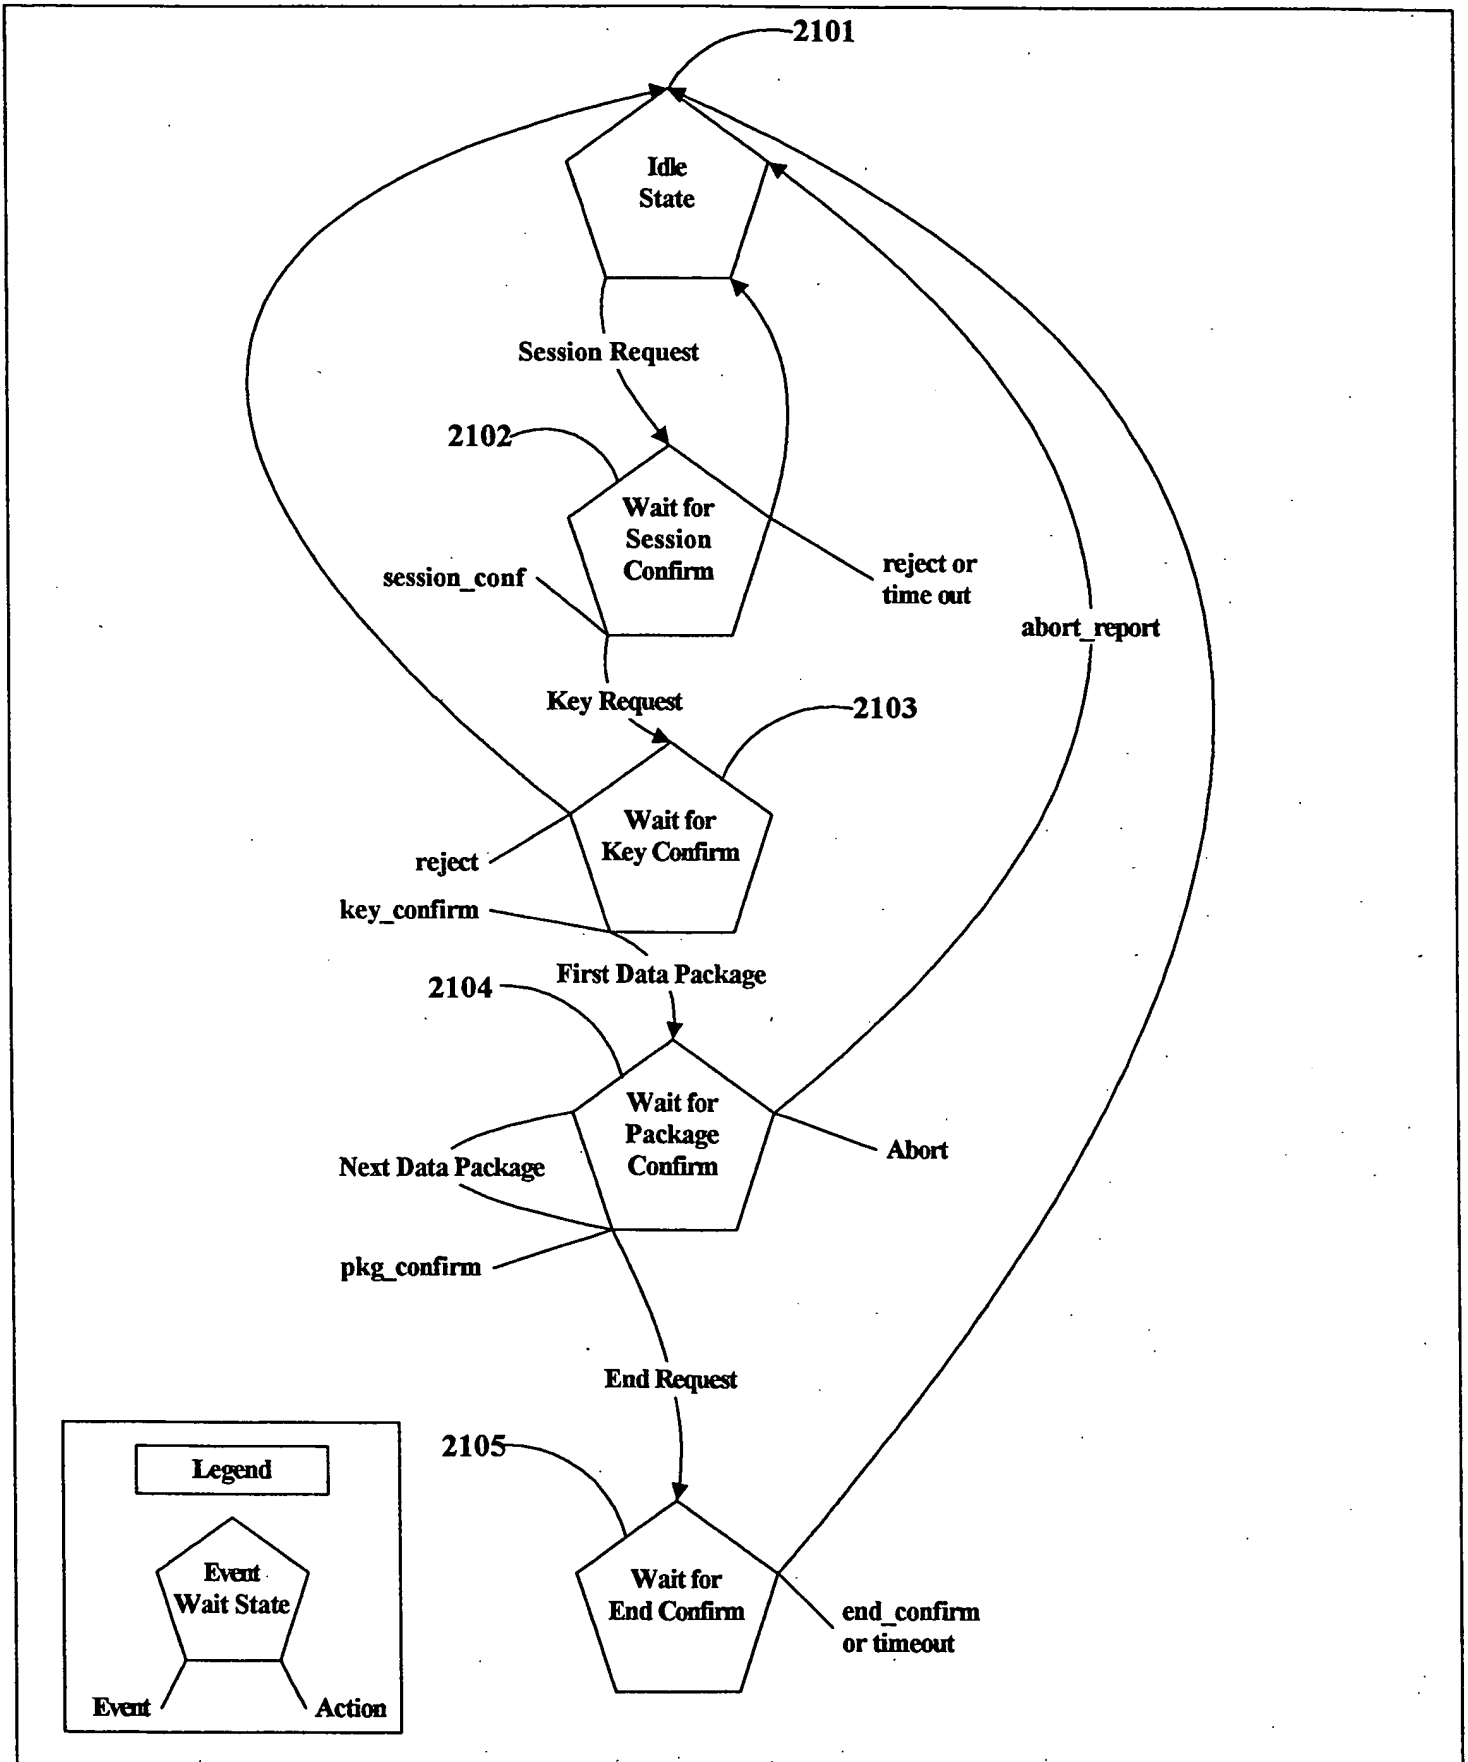 2101
Idle
State
Session Request
2102
Wait for
Session
Confirm
session_conf
reject or
time out
abort_report
Key Request
2103
Wait for
Key Confirm
reject
key_confirm
First Data Package
2104
Wait for
Package
Confirm
Abort
Next Data Package
pkg_confirm
End Request
2105
Wait for
End Confirm
end_confirm
or timeout
Legend
Event
Wait State
Event
Action